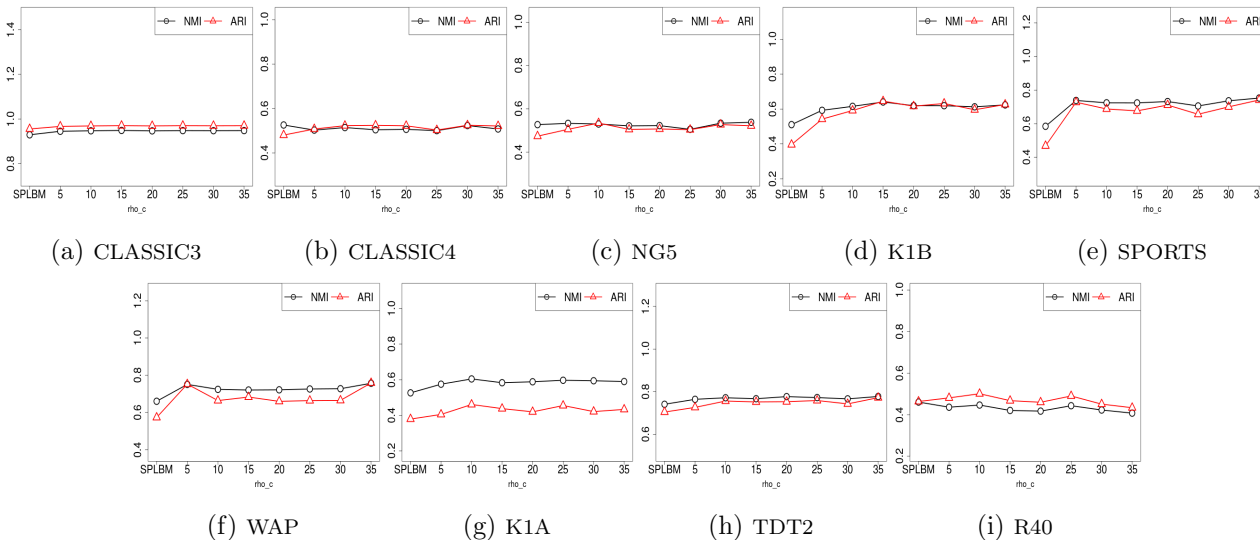 NMI ARI
1.4
1.2
1.0
0.8
SPLBM 5 10 15 20 25 30 35
rho_c
(a) CLASSIC3
NMI ARI
1.0
0.8
0.6
0.4
SPLBM 5 10 15 20 25 30 35
rho_c
(b) CLASSIC4
NMI ARI
1.0
0.8
0.6
0.4
SPLBM 5 10 15 20 25 30 35
rho_c
(c) NG5
NMI ARI
1.0
0.8
0.6
0.4
0.2
SPLBM 5 10 15 20 25 30 35
rho_c
(d) K1B
NMI ARI
1.2
1.0
0.8
0.6
0.4
SPLBM 5 10 15 20 25 30 35
rho_c
(e) SPORTS
NMI ARI
1.2
1.0
0.8
0.6
0.4
SPLBM 5 10 15 20 25 30 35
rho_c
(f) WAP
NMI ARI
1.0
0.8
0.6
0.4
0.2
SPLBM 5 10 15 20 25 30 35
rho_c
(g) K1A
NMI ARI
1.2
1.0
0.8
0.6
SPLBM 5 10 15 20 25 30 35
rho_c
(h) TDT2
NMI ARI
1.0
0.8
0.6
0.4
0.2
SPLBM 5 10 15 20 25 30 35
rho_c
(i) R40